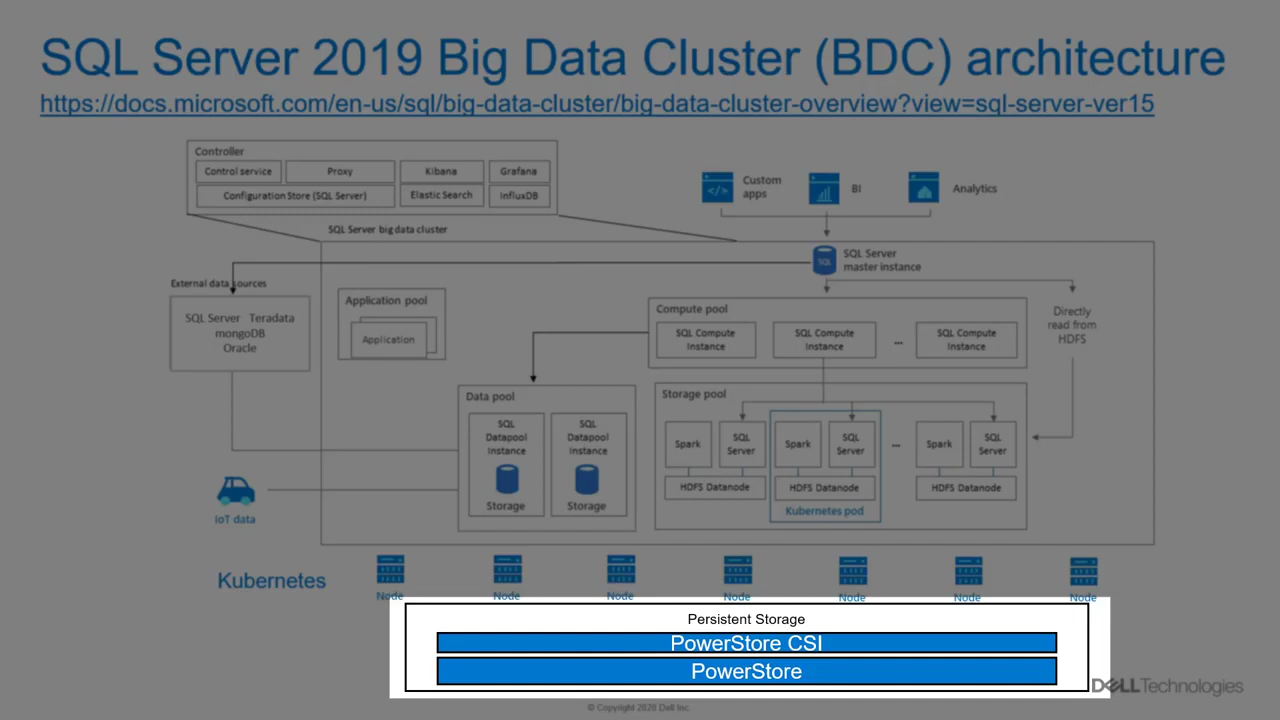 SQL Server 2019 Big Data Cluster (BDC) architecture
https://docs.microsoft.com/en-us/sql/big-data-cluster/big-data-cluster-overview?view=sql-server-ver15
Controller
Control service
Proxy
Kibana
Grafana
Configuration Store (SQL Server)
Elastic Search
InfluxDB
Custom
apps
BI
Analytics
SQL Server big data cluster
SQL
SQL Server
master instance
External data sources
SQL Server Teradata
mongoDB
Oracle
Application pool
Application
Compute pool
SQL Compute
Instance
SQL Compute
Instance
...
SQL Compute
Instance
Directly
read from
HDFS
Data pool
SQL
Datapool
Instance
Storage
SQL
Datapool
Instance
Storage
Storage pool
Spark
SQL
Server
HDFS Datanode
Spark
SQL
Server
HDFS Datanode
Kubernetes pod
...
Spark
SQL
Server
HDFS Datanode
IoT data
Kubernetes
Node
Node
Node
Node
Node
Node
Node
Persistent Storage
PowerStore CSI
PowerStore
DELL Technologies
© Copyright 2020 Dell Inc.